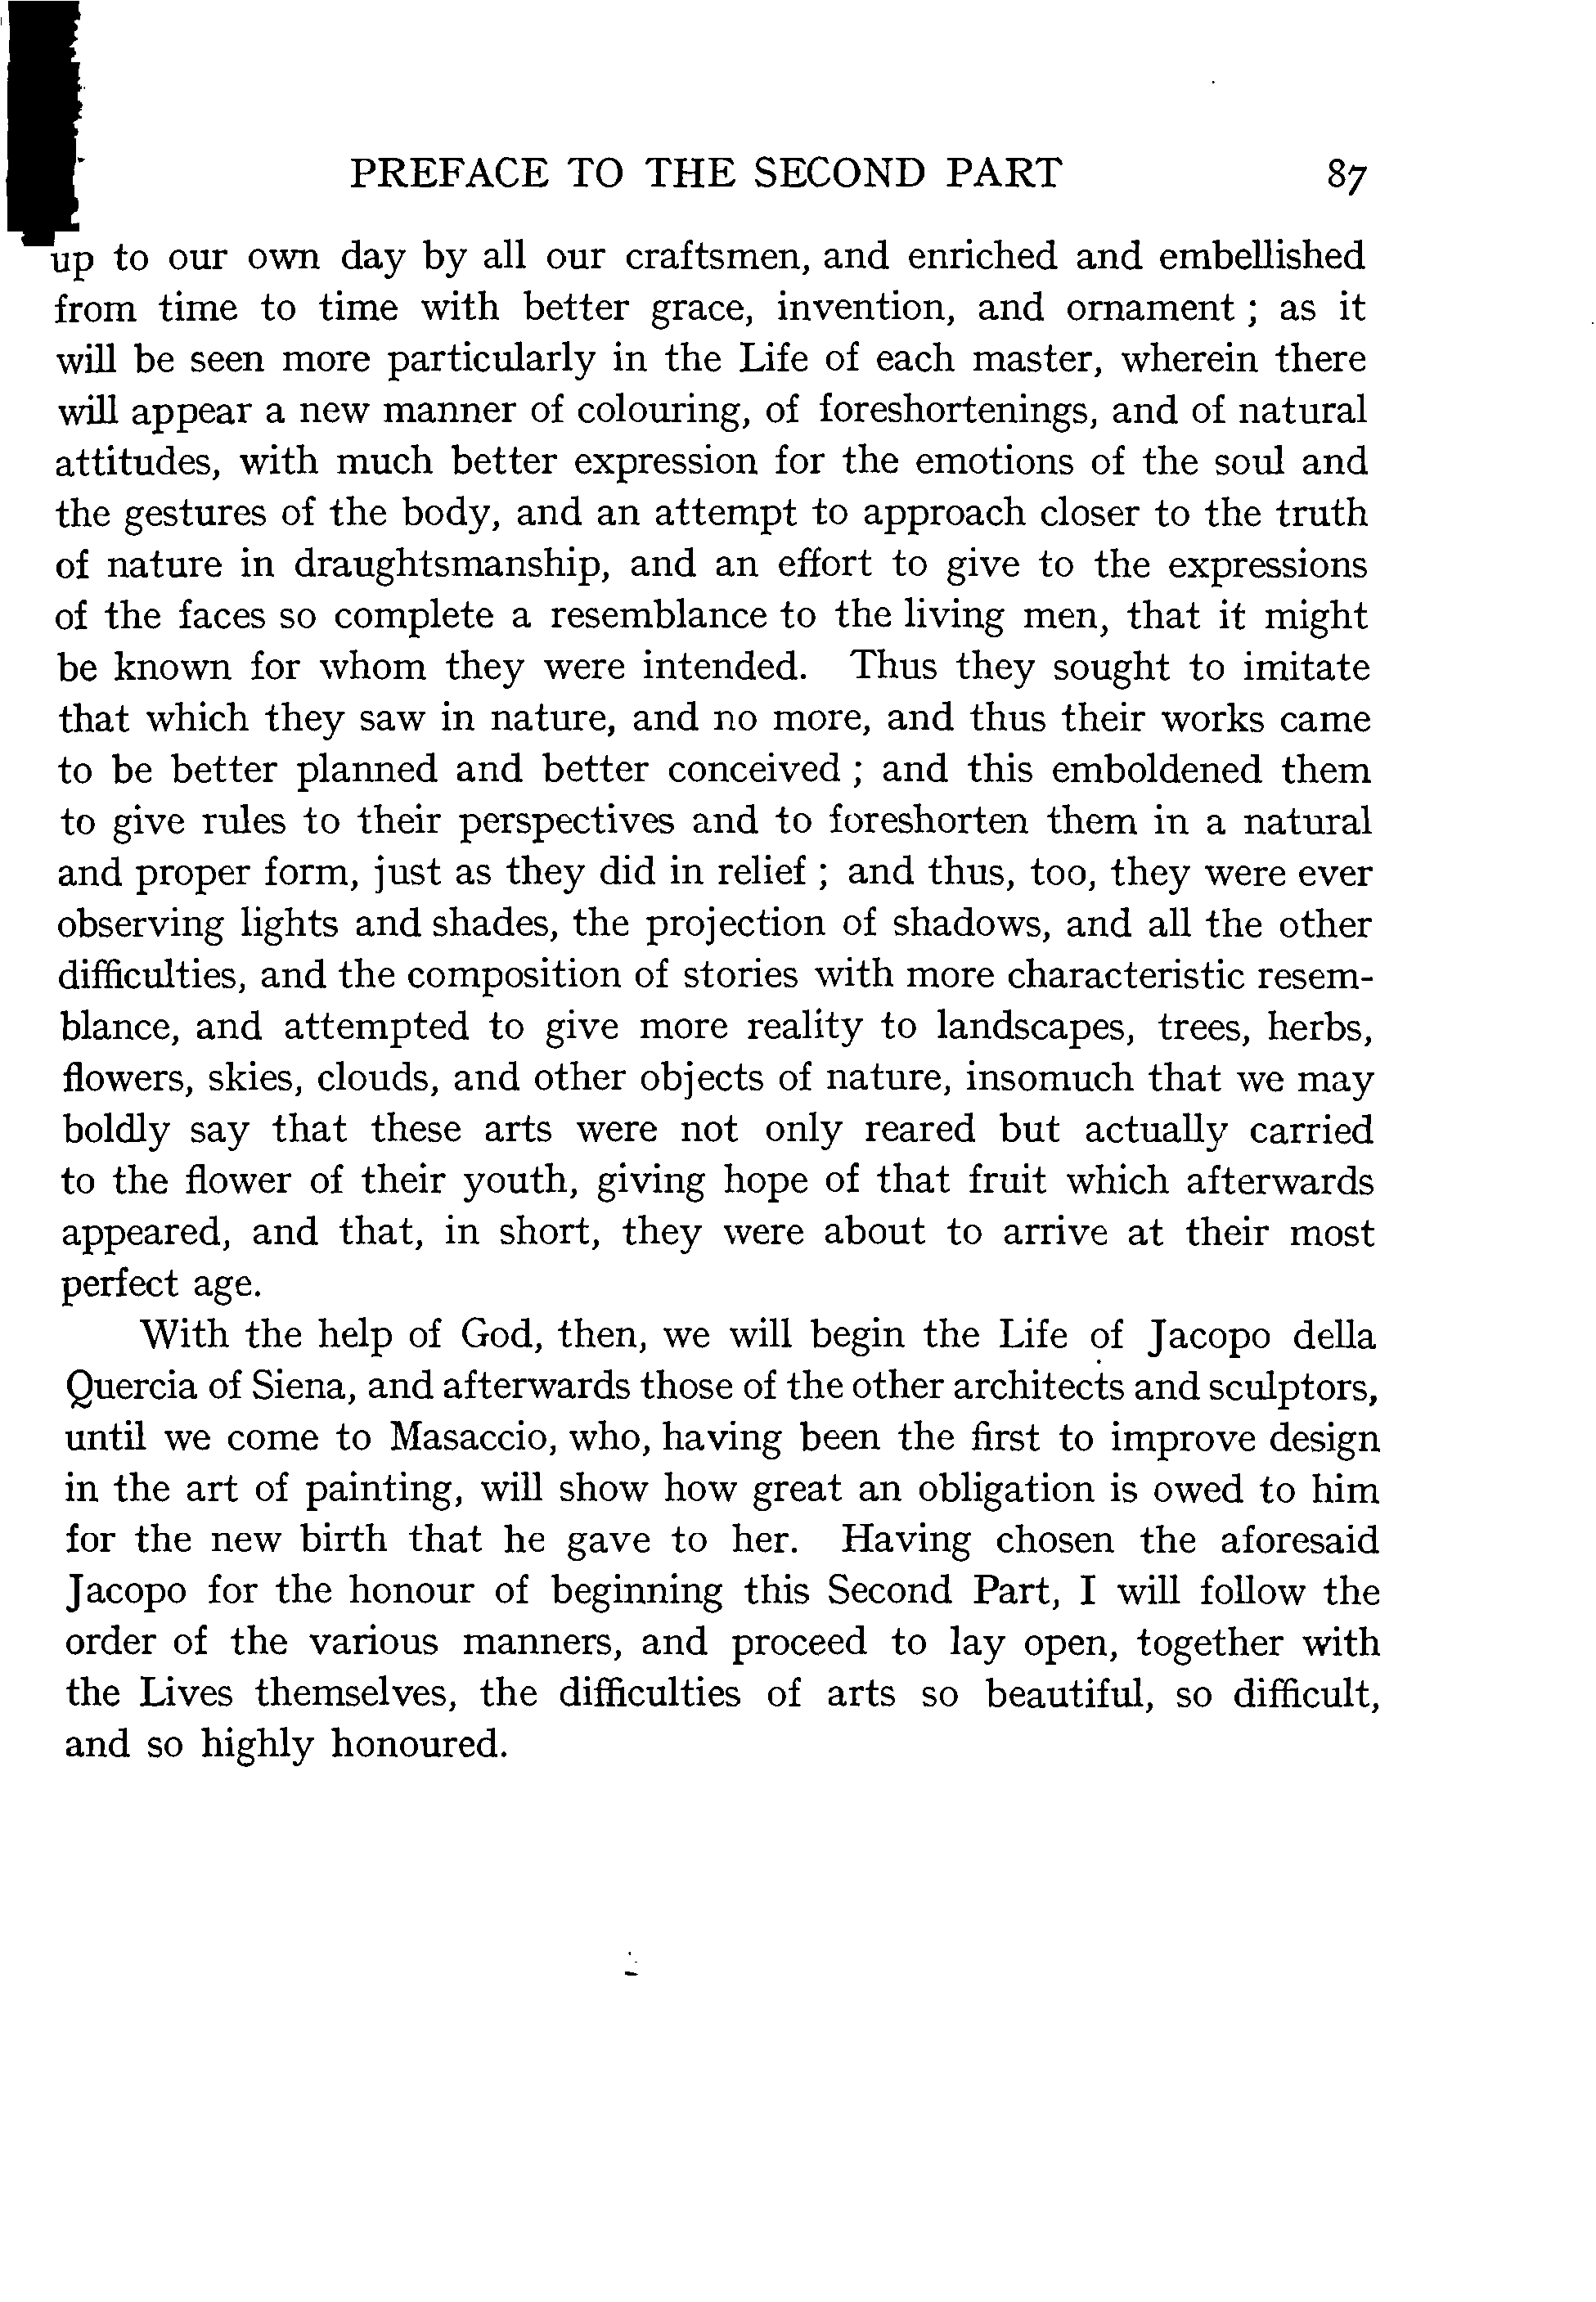 PREFACE TO THE SECOND PART 87
up to our own day by all our craftsmen, and enriched and embellished
from time to time with better grace, invention, and ornament ; as it
will be seen more particularly in the Life of each master, wherein there
will appear a new manner of colouring, of foreshortenings, and of natural
attitudes, with much better expression for the emotions of the soul and
the gestures of the body, and an attempt to approach closer to the truth
of nature in draughtsmanship, and an effort to give to the expressions
of the faces so complete a resemblance to the living men, that it might
be known for whom they were intended. Thus they sought to imitate
that which they saw in nature, and no more, and thus their works came
to be better planned and better conceived ; and this emboldened them
to give rules to their perspectives and to foreshorten them in a natural
and proper form, just as they did in relief ; and thus, too, they were ever
observing lights and shades, the projection of shadows, and all the other
difficulties, and the composition of stories with more characteristic resem-
blance, and attempted to give more reality to landscapes, trees, herbs,
flowers, skies, clouds, and other objects of nature, insomuch that we may
boldly say that these arts were not only reared but actually carried
to the flower of their youth, giving hope of that fruit which afterwards
appeared, and that, in short, they were about to arrive at their most
perfect age.
With the help of God, then, we will begin the Life of Jacopo della
Quercia of Siena, and afterwards those of the other architects and sculptors,
until we come to Masaccio, who, having been the first to improve design
in the art of painting, will show how great an obligation is owed to him
for the new birth that he gave to her. Having chosen the aforesaid
Jacopo for the honour of beginning this Second Part, I will follow the
order of the various manners, and proceed to lay open, together with
the Lives themselves, the difficulties of arts so beautiful, so difficult,
and so highly honoured.